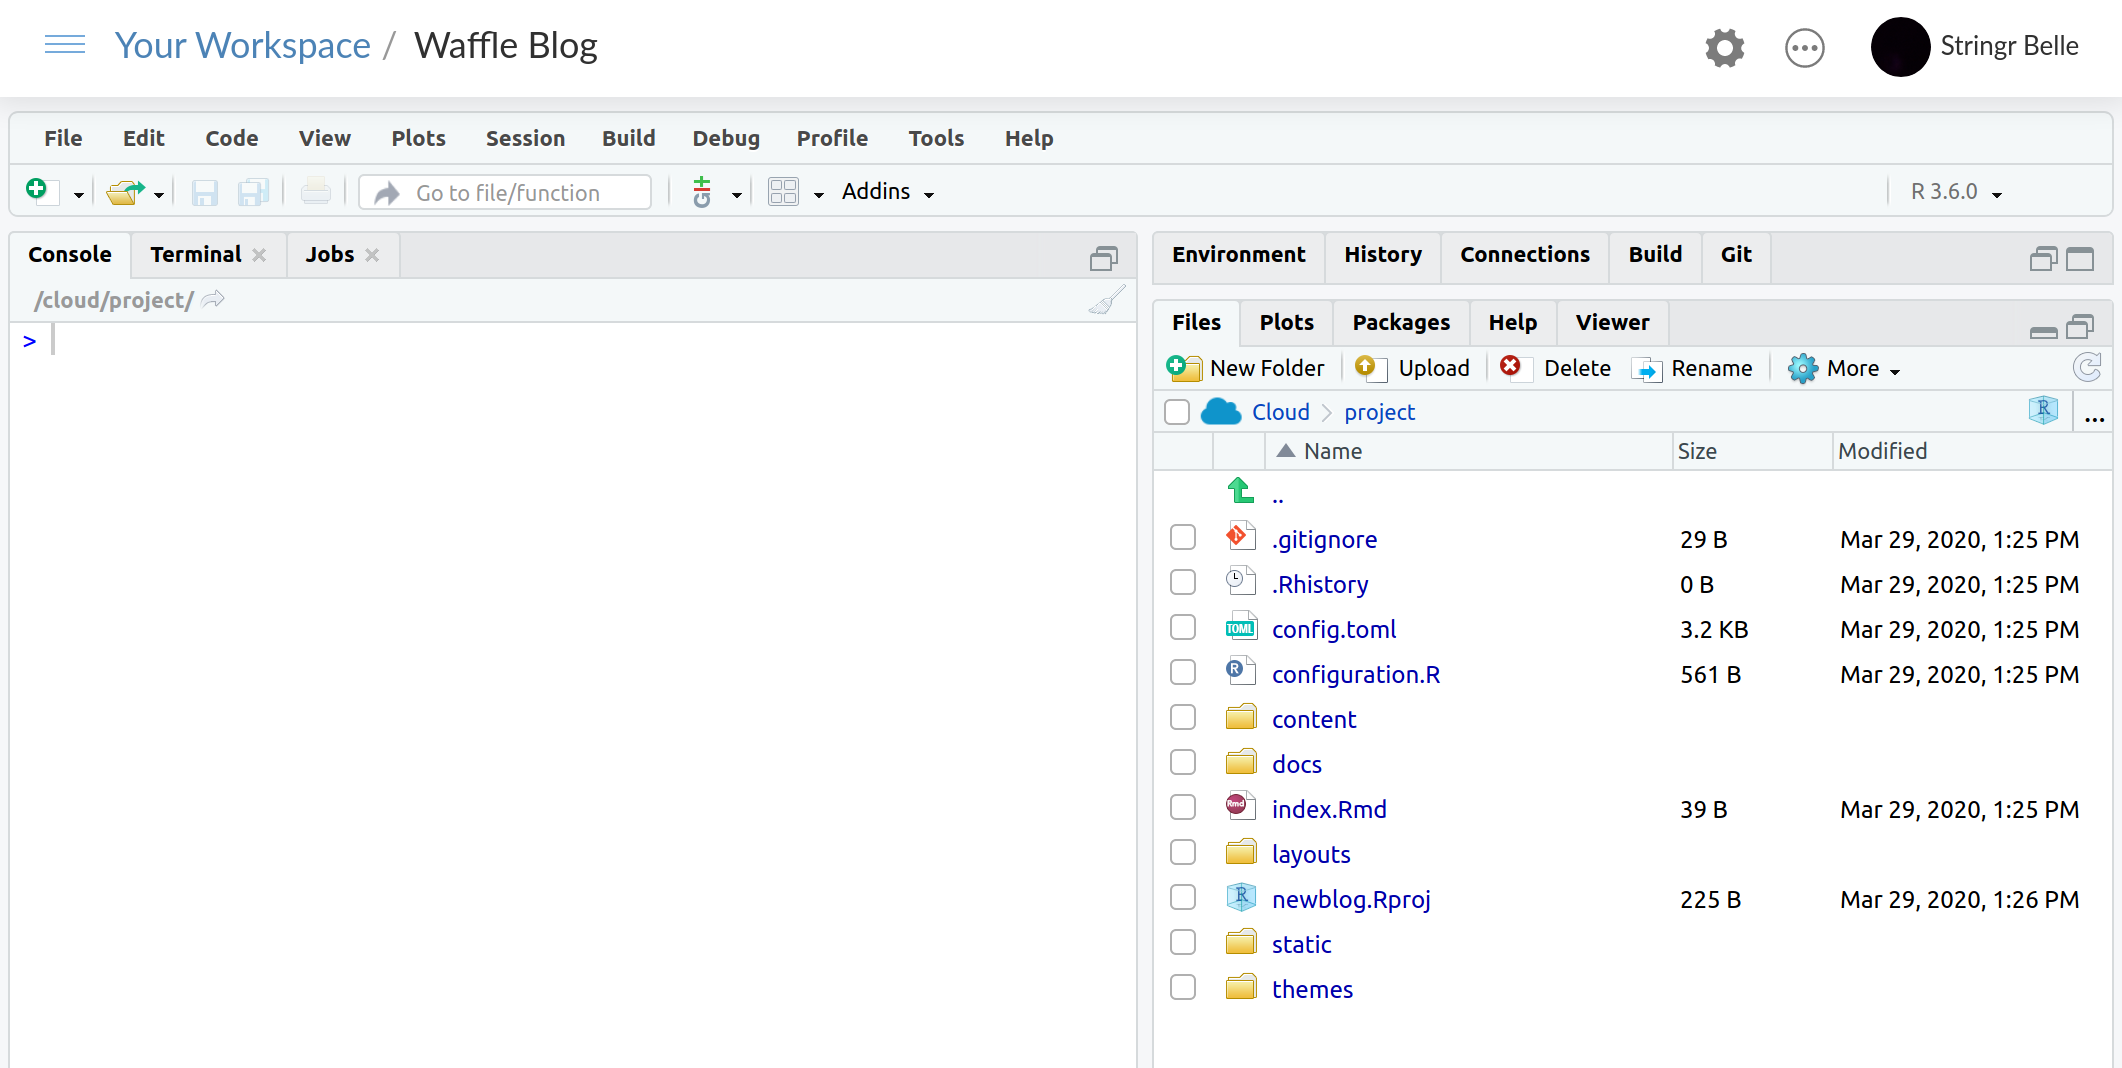 Your Workspace / Waffle Blog
Stringr Belle
File Edit Code View Plots Session Build Debug Profile Tools Help
Go to file/function
Addins
R 3.6.0
Console Terminal Jobs
/cloud/project/
>
Environment History Connections Build Git
Files Plots Packages Help Viewer
New Folder Upload Delete Rename More
Cloud project
R
...
Name Size Modified
..
.gitignore 29 B Mar 29, 2020, 1:25 PM
.Rhistory 0 B Mar 29, 2020, 1:25 PM
TOML config.toml 3.2 KB Mar 29, 2020, 1:25 PM
R configuration.R 561 B Mar 29, 2020, 1:25 PM
content
docs
Rmd index.Rmd 39 B Mar 29, 2020, 1:25 PM
layouts
R newblog.Rproj 225 B Mar 29, 2020, 1:26 PM
static
themes